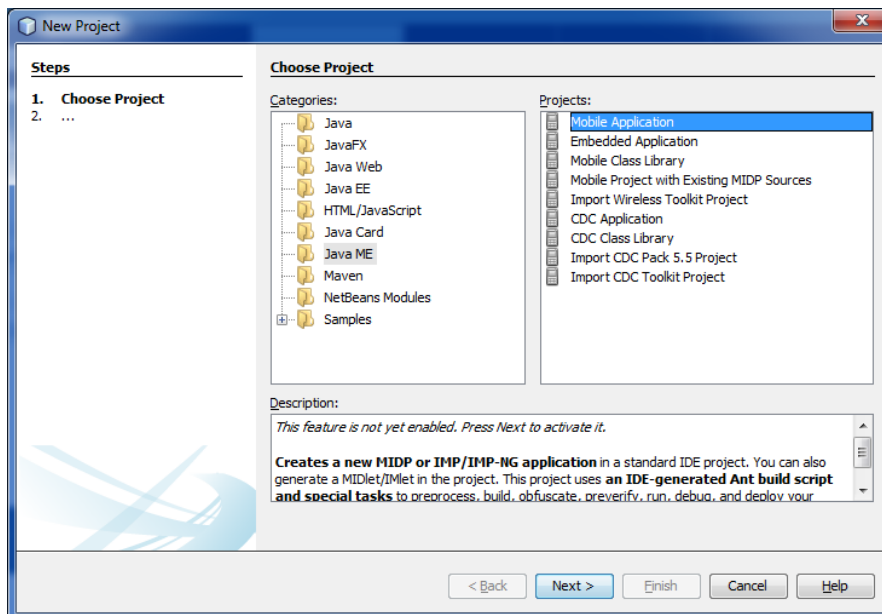 New Project
Steps
1. Choose Project
2. ...
Choose Project
Categories:
Java
JavaFX
Java Web
Java EE
HTML/JavaScript
Java Card
Java ME
Maven
NetBeans Modules
Samples
Projects:
Mobile Application
Embedded Application
Mobile Class Library
Mobile Project with Existing MIDP Sources
Import Wireless Toolkit Project
CDC Application
CDC Class Library
Import CDC Pack 5.5 Project
Import CDC Toolkit Project
Description:
This feature is not yet enabled. Press Next to activate it.
Creates a new MIDP or IMP/IMP-NG application in a standard IDE project. You can also
generate a MIDlet/IMlet in the project. This project uses an IDE-generated Ant build script
and special tasks to preprocess, build, obfuscate, preverify, run, debug, and deploy your
< Back
Next >
Finish
Cancel
Help